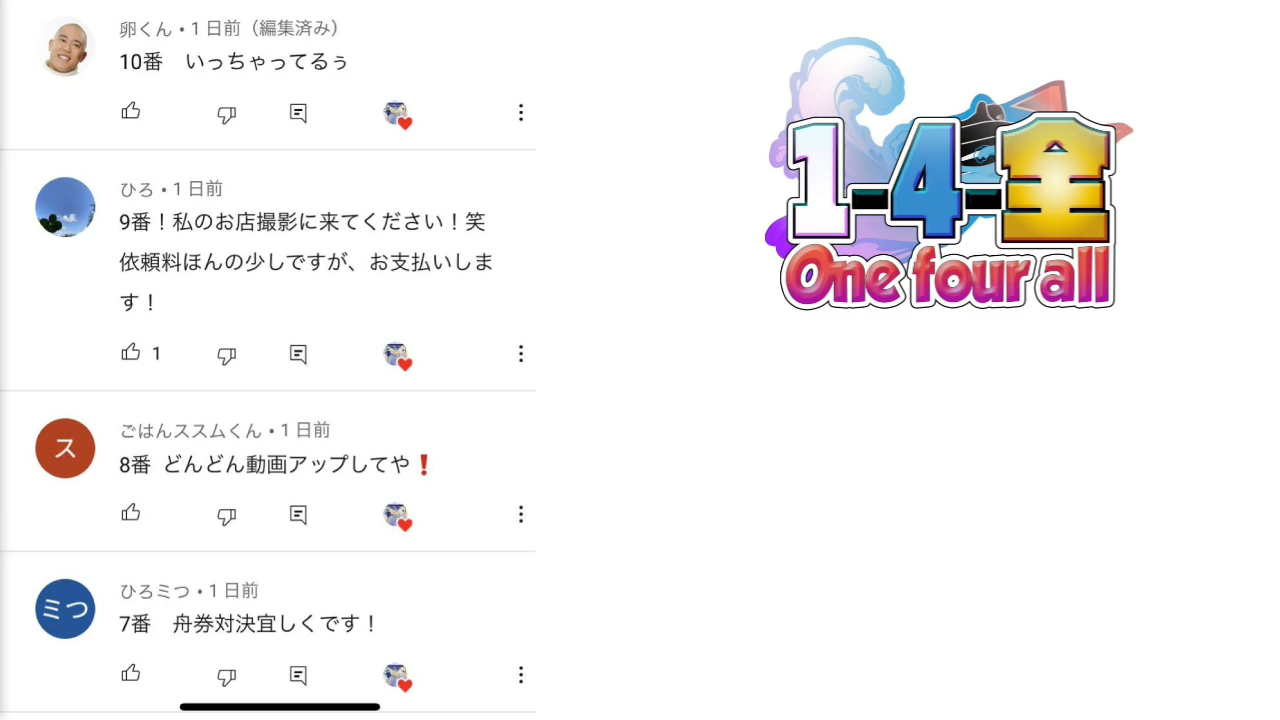 卵くん • 1 日前（編集済み）
10番　いっちゃってるぅ
ひろ • 1 日前
9番！私のお店撮影に来てください！笑
依頼料ほんの少しですが、お支払いしま
す！
1
ス
ごはんススムくん • 1 日前
8番 どんどん動画アップしてや❗
ミつ
ひろミつ • 1 日前
7番　舟券対決宜しくです！
1-4-全
One four all